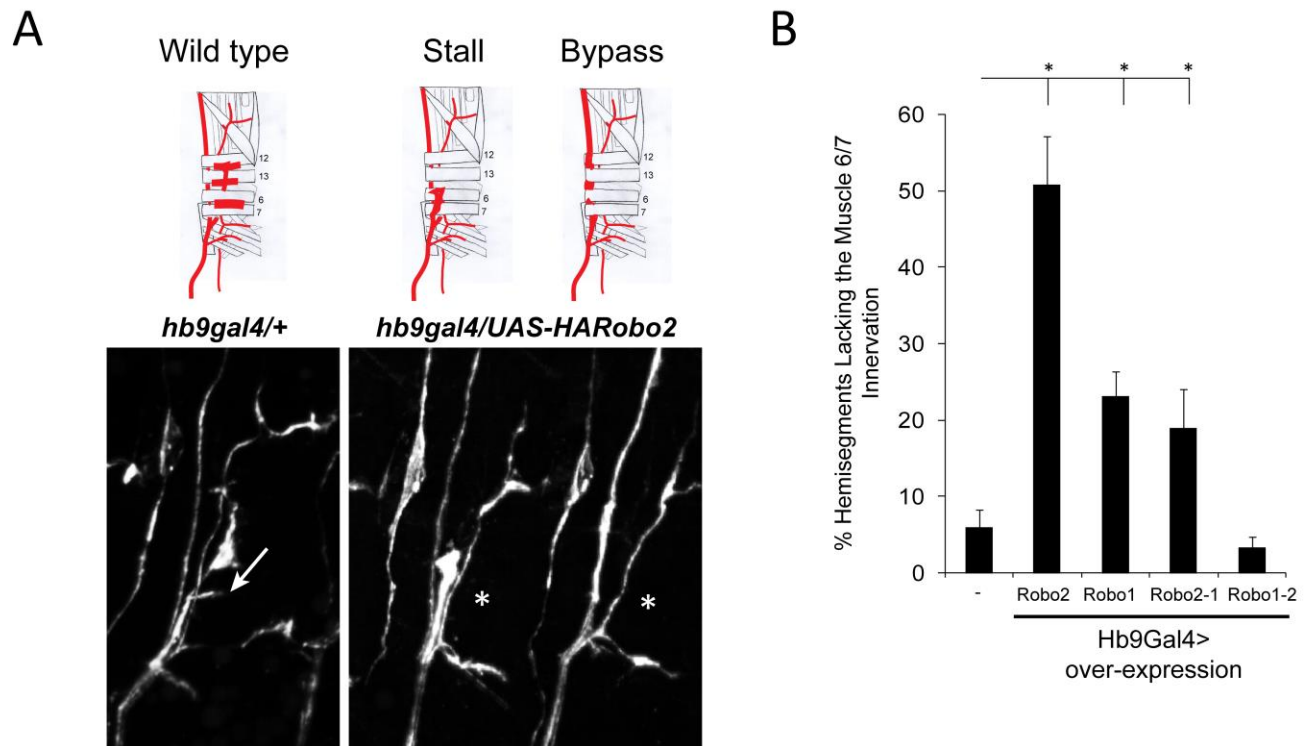 A
Wild type
Stall
Bypass
12
13
6
7
12
13
6
7
12
13
6
7
hb9gal4/+
hb9gal4/UAS-HARobo2
*
*
B
* * *
% Hemisegments Lacking the Muscle 6/7
Innervation
60
50
40
30
20
10
0
- Robo2 Robo1 Robo2-1 Robo1-2
Hb9Gal4>
over-expression